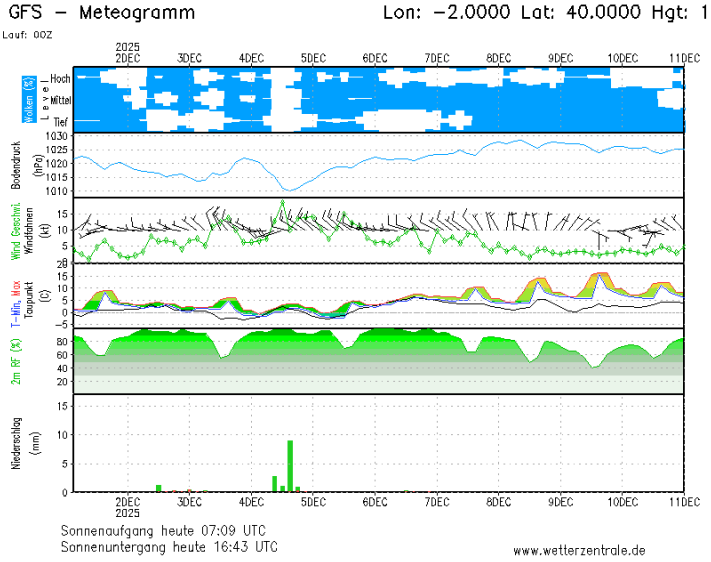 GFS – Meteogramm
Lon: −2.0000 Lat: 40.0000 Hgt: 1
Lauf: 00Z
2025
2DEC 3DEC 4DEC 5DEC 6DEC 7DEC 8DEC 9DEC 10DEC 11DEC
Wolken (%)
Level
Hoch
Mittel
Tief
Bodendruck
(hPa)
1030
1025
1020
1015
1010
Wind Geschwi.
Windfahnen
(kt)
15
10
5
0
T-Min, Max
Taupunkt
(C)
20
15
10
5
0
−5
2m RF (%)
80
60
40
20
Niederschlag
(mm)
15
10
5
0
2DEC 3DEC 4DEC 5DEC 6DEC 7DEC 8DEC 9DEC 10DEC 11DEC
2025
Sonnenaufgang heute 07:09 UTC
Sonnenuntergang heute 16:43 UTC
www.wetterzentrale.de